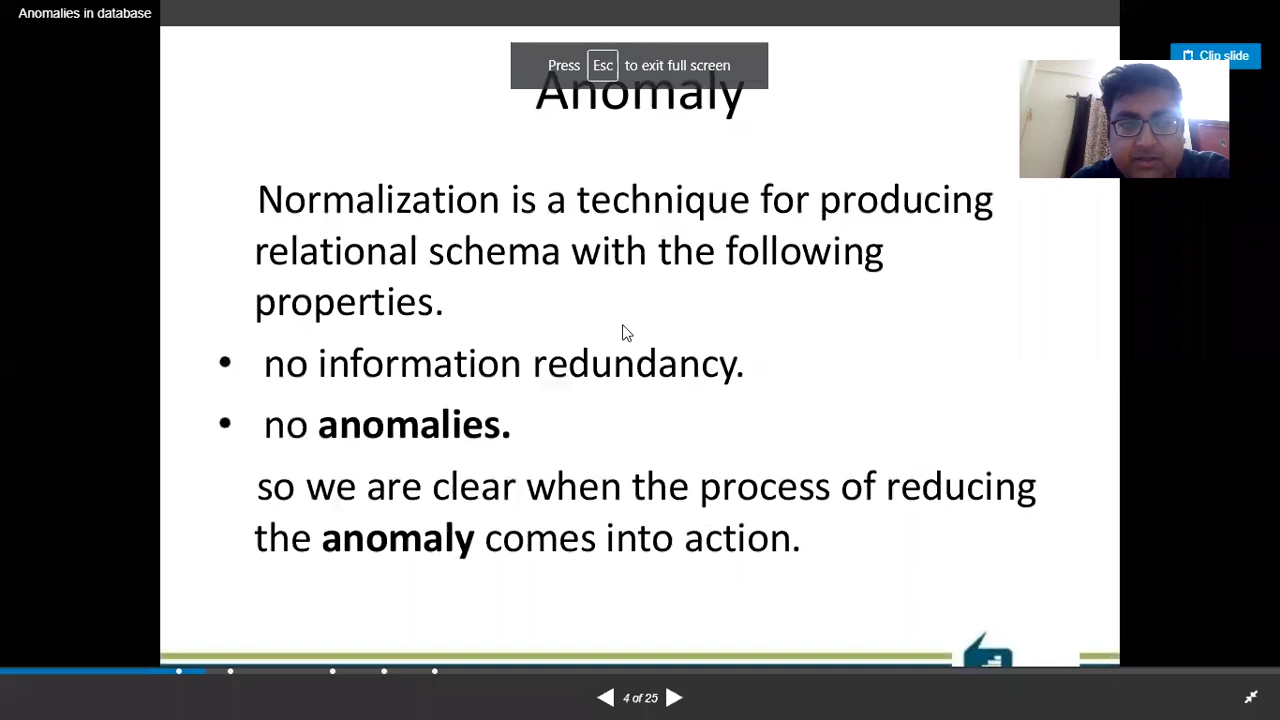 Anomalies in database
Press Esc to exit full screen
Clip slide
Anomaly
Normalization is a technique for producing
relational schema with the following
properties.
• no information redundancy.
• no anomalies.
so we are clear when the process of reducing
the anomaly comes into action.
4 of 25